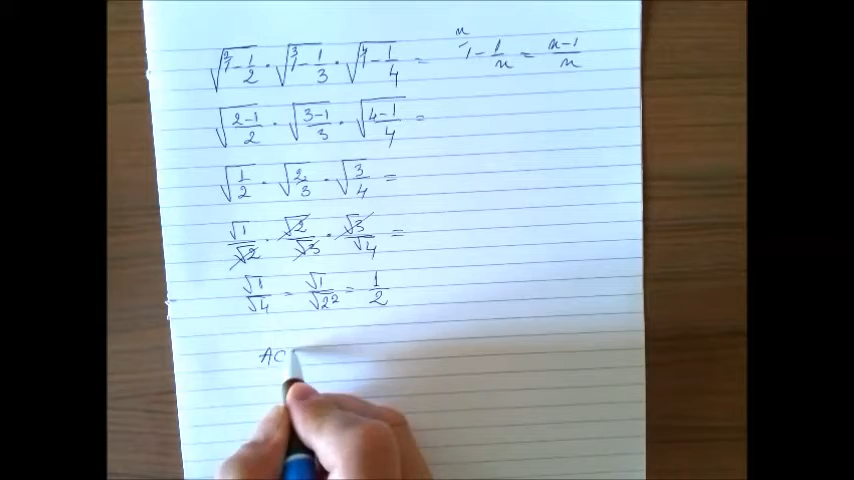 √(1 - 1/2) · √(1 - 1/3) · √(1 - 1/4) = n 1 - 1/n = n-1/n
√(2-1/2) · √(3-1/3) · √(4-1/4) =
√(1/2) · √(2/3) · √(3/4) =
√1/√2 · √2/√3 · √3/√4 =
√1/√4 = √1/√2² = 1/2
AC